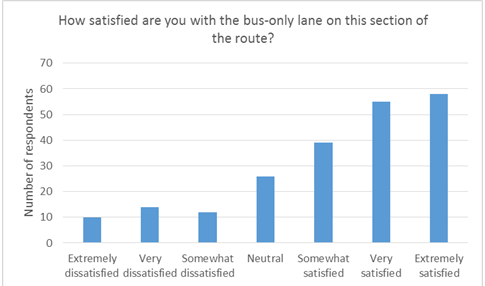 How satisfied are you with the bus-only lane on this section of
the route?
Number of respondents
70
60
50
40
30
20
10
0
Extremely dissatisfied
Very dissatisfied
Somewhat dissatisfied
Neutral
Somewhat satisfied
Very satisfied
Extremely satisfied